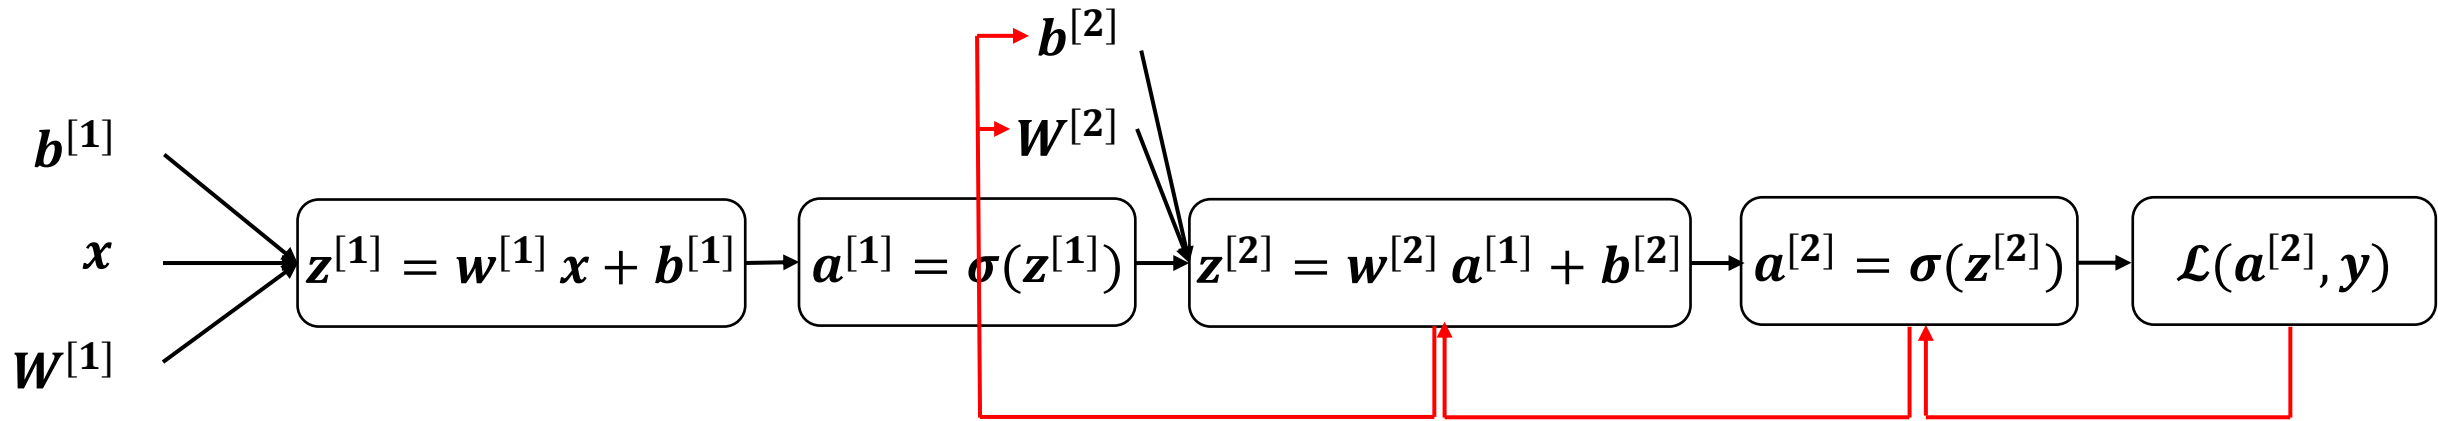 b^[2]
W^[2]
b^[1]
x
W^[1]
z^[1] = w^[1] x + b^[1]
a^[1] = σ(z^[1])
z^[2] = w^[2] a^[1] + b^[2]
a^[2] = σ(z^[2])
ℒ(a^[2], y)